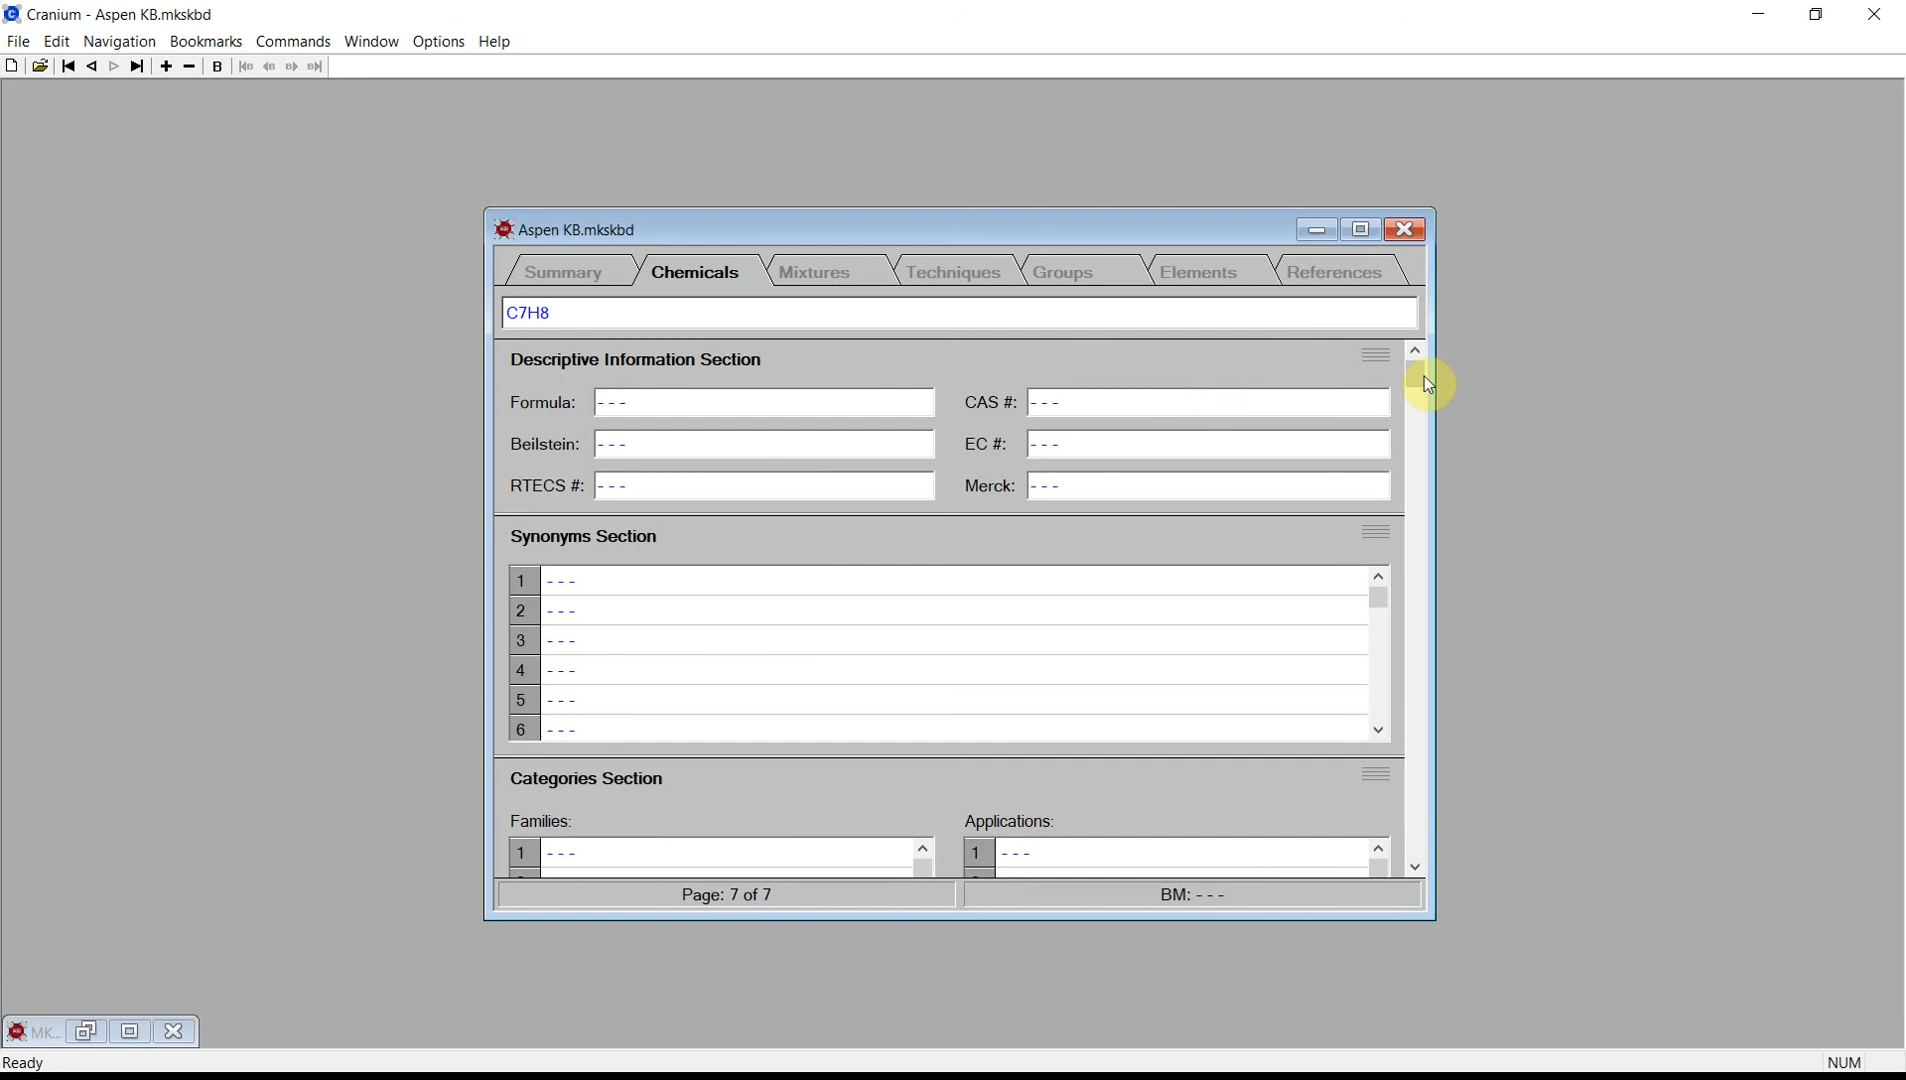 Cranium - Aspen KB.mkskbd
File Edit Navigation Bookmarks Commands Window Options Help
B B B B B
Aspen KB.mkskbd
Summary Chemicals Mixtures Techniques Groups Elements References
C7H8
Descriptive Information Section
Formula: - - - CAS #: - - -
Beilstein: - - - EC #: - - -
RTECS #: - - - Merck: - - -
Synonyms Section
1 - - -
2 - - -
3 - - -
4 - - -
5 - - -
6 - - -
Categories Section
Families: Applications:
1 - - - 1 - - -
Page: 7 of 7 BM: - - -
MK...
Ready NUM